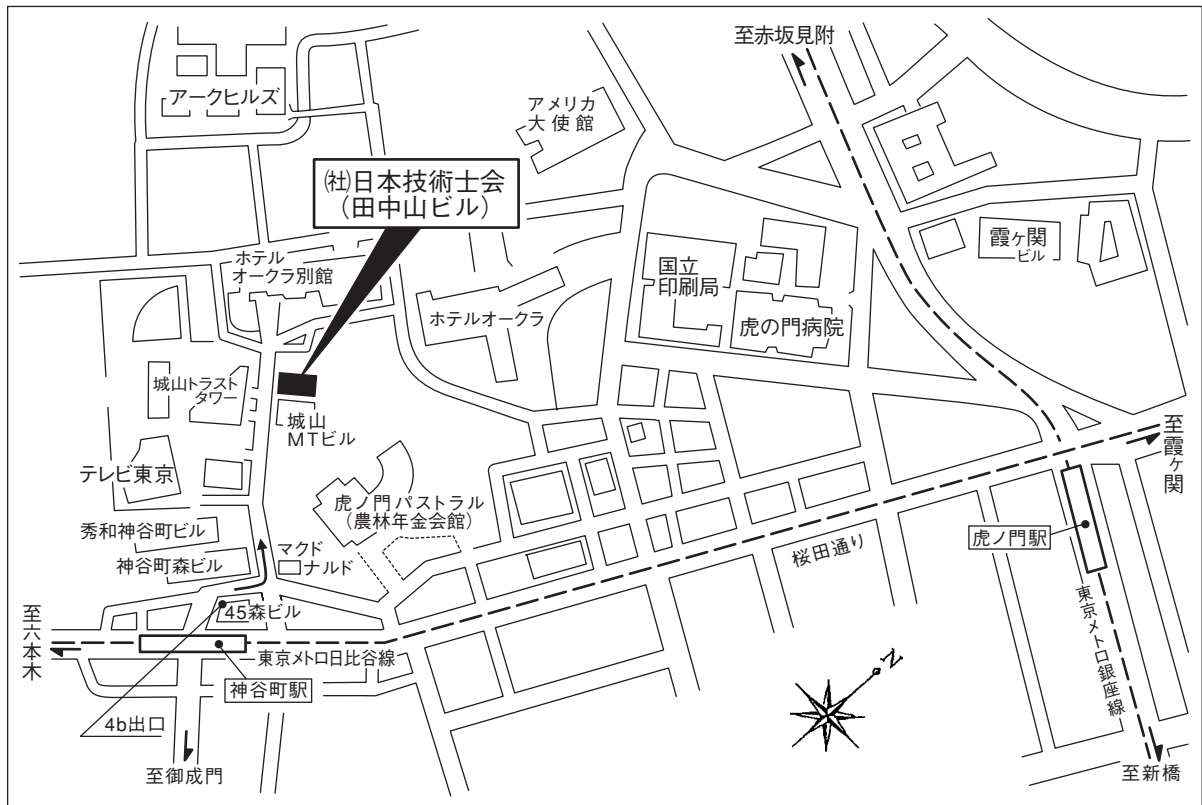 至赤坂見附
アークヒルズ
アメリカ
大使館
㈳日本技術士会
（田中山ビル）
霞ヶ関
ビル
ホテル
オークラ別館
国立
印刷局
ホテルオークラ
虎の門病院
城山トラスト
タワー
城山
MTビル
至霞ヶ関
テレビ東京
虎ノ門パストラル
（農林年金会館）
秀和神谷町ビル
虎ノ門駅
マクド
ナルド
神谷町森ビル
桜田通り
45森ビル
至六本木
東京メトロ日比谷線
東京メトロ銀座線
N
神谷町駅
4b出口
至御成門
至新橋